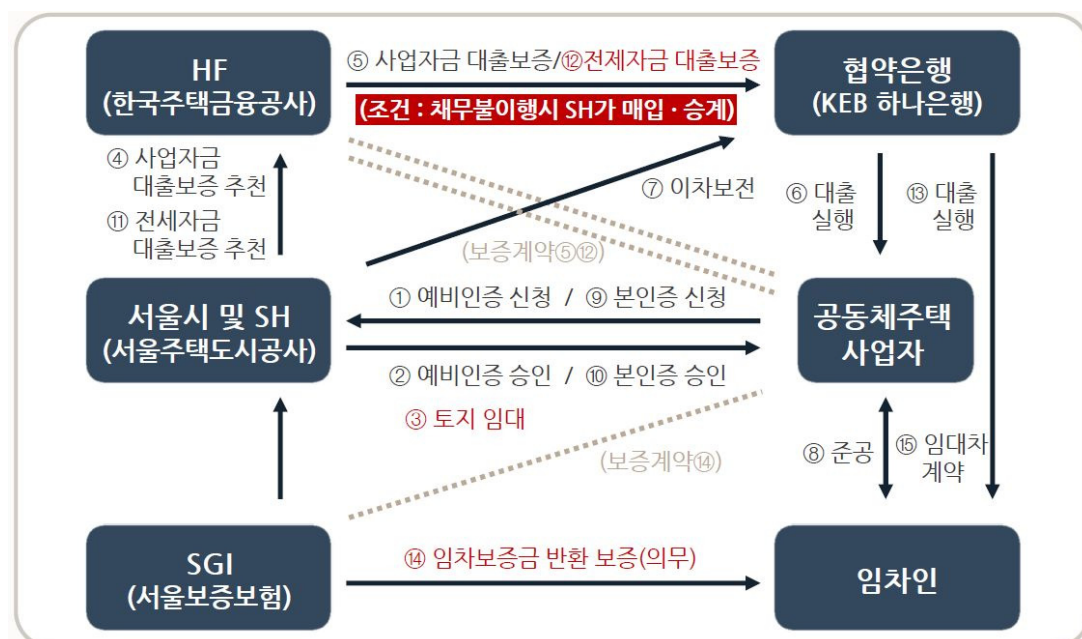 HF
(한국주택금융공사)
⑤ 사업자금 대출보증/⑫전제자금 대출보증
(조건 : 채무불이행시 SH가 매입 · 승계)
협약은행
(KEB 하나은행)
④ 사업자금
대출보증 추천
⑪ 전세자금
대출보증 추천
⑦ 이차보전
⑥ 대출
실행
⑬ 대출
실행
(보증계약⑤⑫)
서울시 및 SH
(서울주택도시공사)
① 예비인증 신청 / ⑨ 본인증 신청
② 예비인증 승인 / ⑩ 본인증 승인
③ 토지 임대
공동체주택
사업자
(보증계약⑭)
⑧ 준공
⑮ 임대차
계약
SGI
(서울보증보험)
⑭ 임차보증금 반환 보증(의무)
임차인